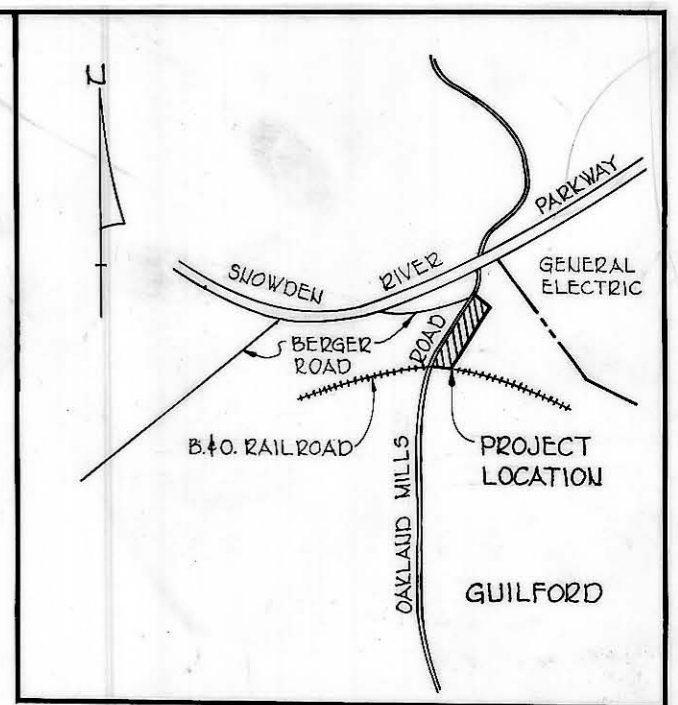 N
PARKWAY
SNOWDEN
RIVER
GENERAL
ELECTRIC
BERGER
ROAD
ROAD
B.&O. RAILROAD
PROJECT
LOCATION
OAKLAND MILLS
GUILFORD